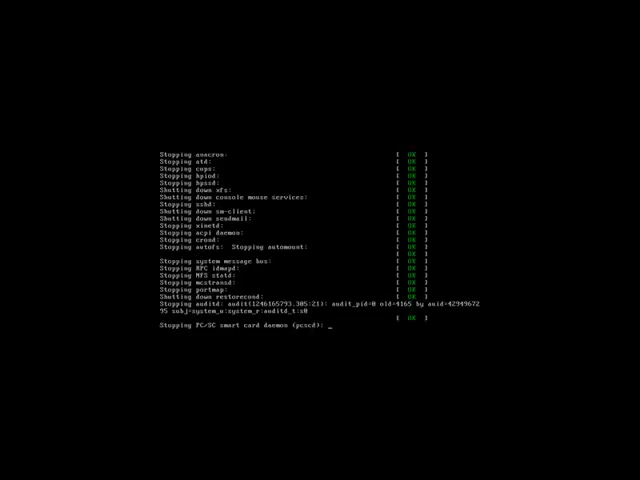 Stopping anacron: [ OK ]
Stopping atd: [ OK ]
Stopping cups: [ OK ]
Stopping hpiod: [ OK ]
Stopping hpssd: [ OK ]
Shutting down xfs: [ OK ]
Shutting down console mouse services: [ OK ]
Stopping sshd: [ OK ]
Shutting down sm-client: [ OK ]
Shutting down sendmail: [ OK ]
Stopping xinetd: [ OK ]
Stopping acpi daemon: [ OK ]
Stopping crond: [ OK ]
Stopping autofs:  Stopping automount: [ OK ]
[ OK ]
Stopping system message bus: [ OK ]
Stopping RPC idmapd: [ OK ]
Stopping NFS statd: [ OK ]
Stopping mcstransd: [ OK ]
Stopping portmap: [ OK ]
Shutting down restorecond: [ OK ]
Stopping auditd: audit(1246165793.305:21): audit_pid=0 old=4165 by auid=42949672
95 subj=system_u:system_r:auditd_t:s0
[ OK ]
Stopping PC/SC smart card daemon (pcscd): _